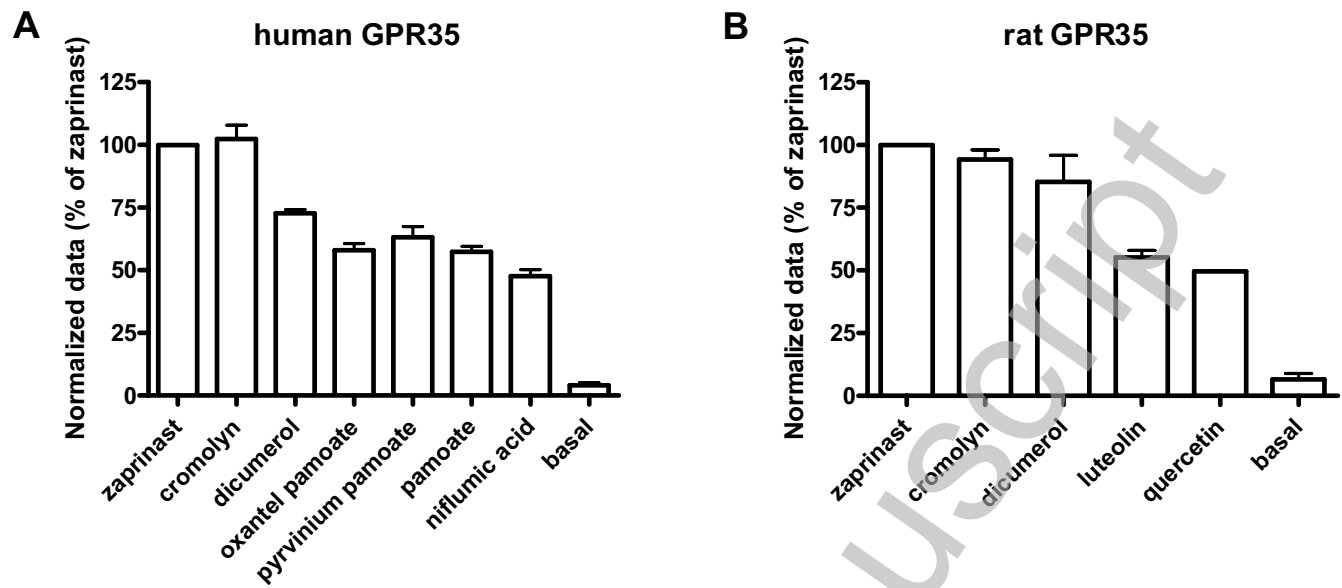 A
human GPR35
Normalized data (% of zaprinast)
125
100
75
50
25
0
zaprinast
cromolyn
dicumerol
oxantel pamoate
pyrvinium pamoate
pamoate
niflumic acid
basal
B
rat GPR35
Normalized data (% of zaprinast)
125
100
75
50
25
0
zaprinast
cromolyn
dicumerol
luteolin
quercetin
basal
uscript